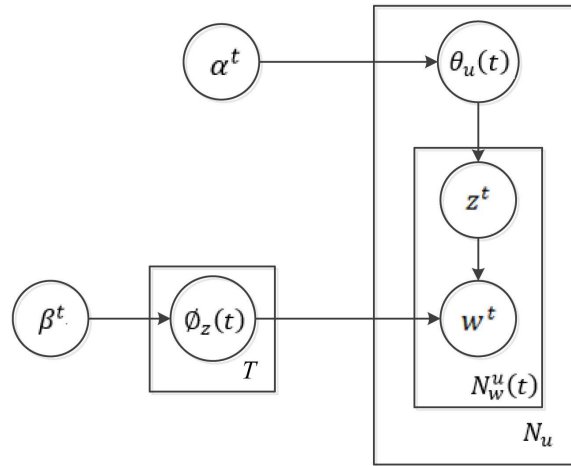 α^t
θ_u(t)
z^t
β^t
∅_z(t)
w^t
T
N_w^u(t)
N_u